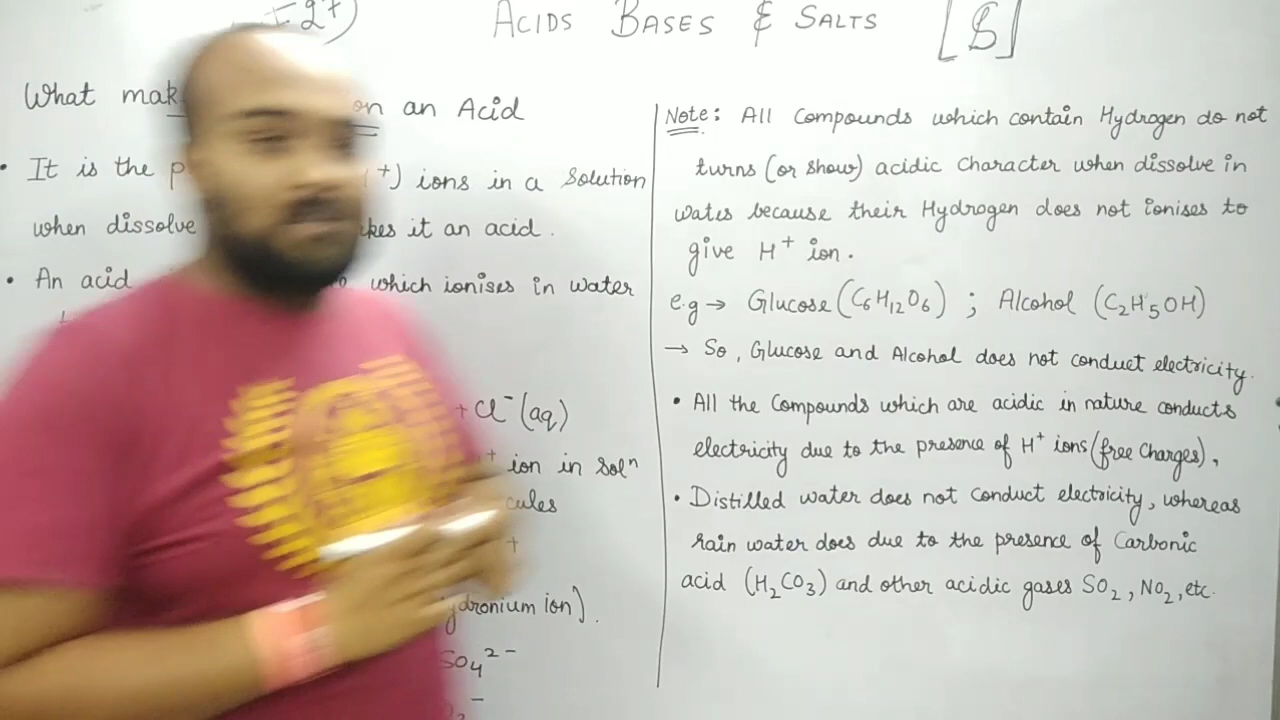 ACIDS BASES & SALTS [$]
What mak on an Acid
• It is the p +) ions in a Solution
when dissolve kes it an acid.
• An acid which ionises in water
+ Cl⁻ (aq)
+ ion in Solⁿ
cules
+
ydronium ion).
SO₄²⁻
Note: All Compounds which contain Hydrogen do not
turns (or show) acidic character when dissolve in
water because their Hydrogen does not ionises to
give H⁺ ion.
e.g → Glucose (C₆H₁₂O₆) ; Alcohol (C₂H₅OH)
→ So, Glucose and Alcohol does not conduct electricity.
• All the Compounds which are acidic in nature conducts
electricity due to the presence of H⁺ ions (free Charges),
• Distilled water does not Conduct electricity, whereas
rain water does due to the presence of Carbonic
acid (H₂CO₃) and other acidic gases SO₂, NO₂, etc.